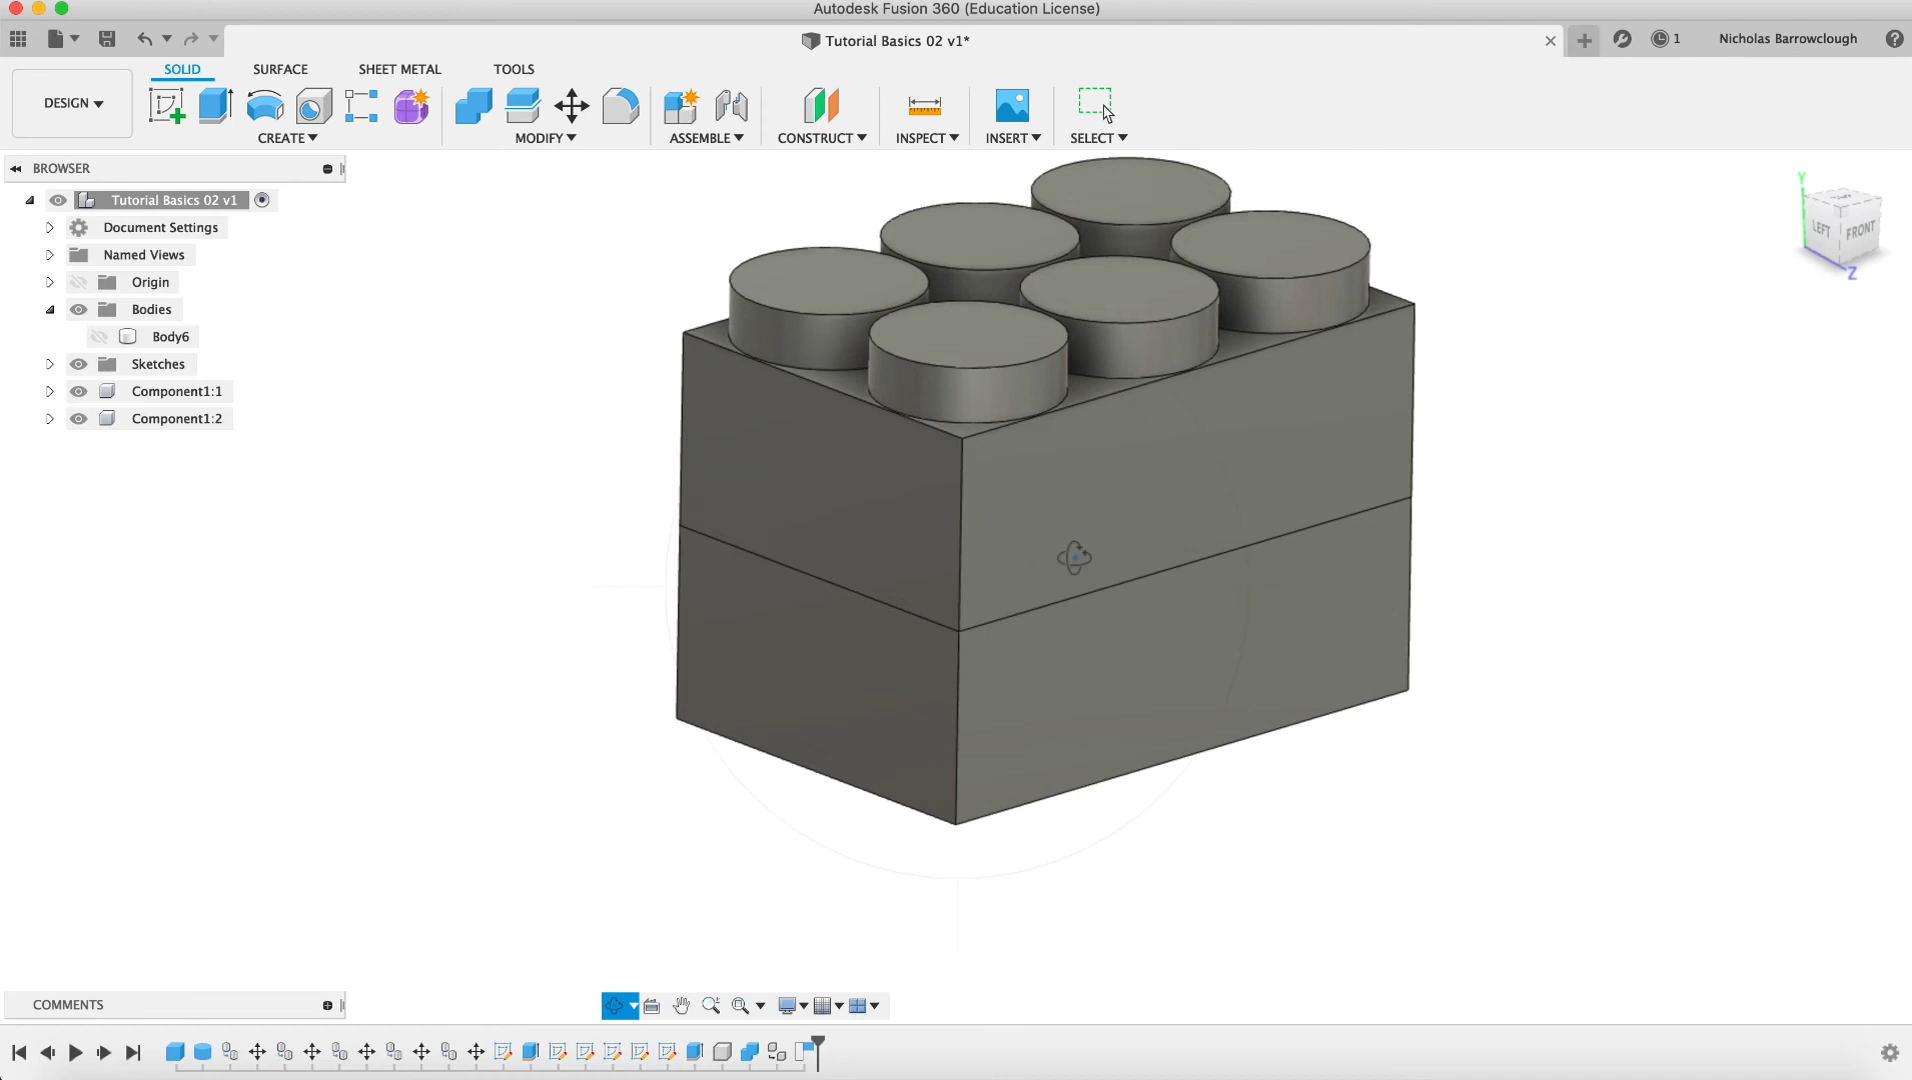 Autodesk Fusion 360 (Education License)
Tutorial Basics 02 v1*
1
Nicholas Barrowclough
SOLID
SURFACE
SHEET METAL
TOOLS
DESIGN
CREATE
MODIFY
ASSEMBLE
CONSTRUCT
INSPECT
INSERT
SELECT
BROWSER
Tutorial Basics 02 v1
Document Settings
Named Views
Origin
Bodies
Body6
Sketches
Component1:1
Component1:2
Y
LEFT
FRONT
Z
COMMENTS